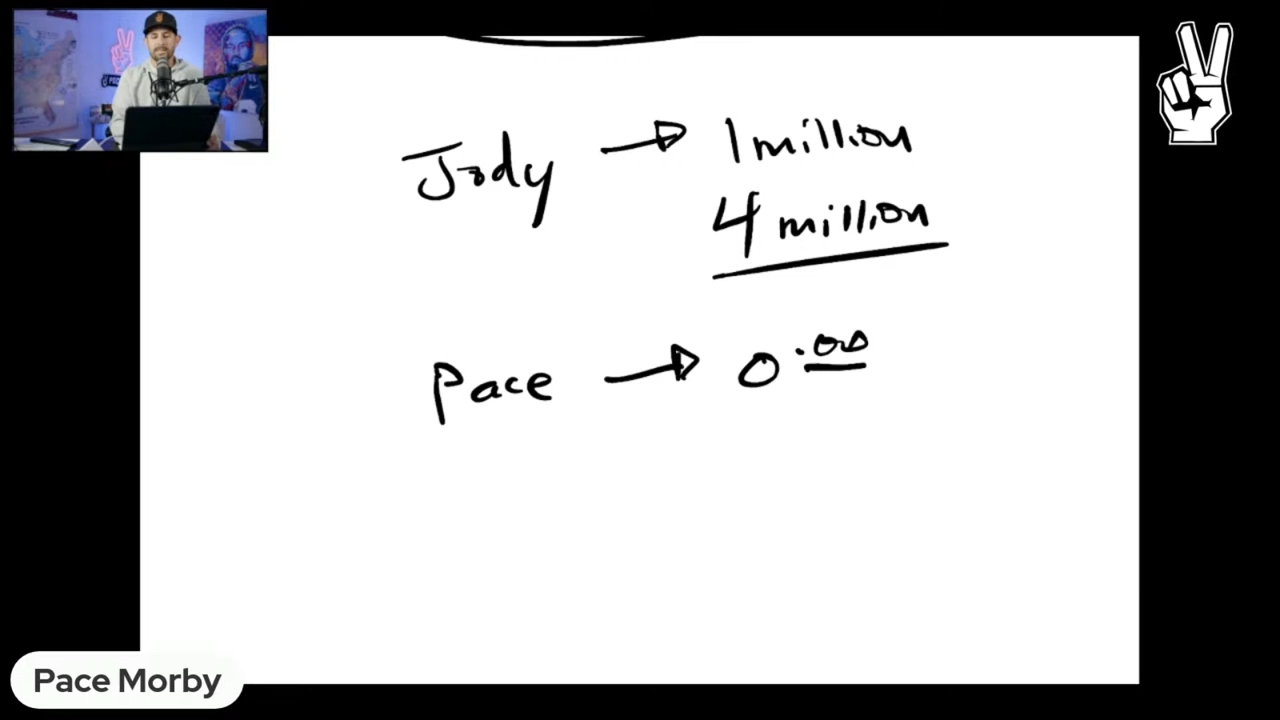 Jody → 1 million
4 million
Pace → 0.00
Pace Morby